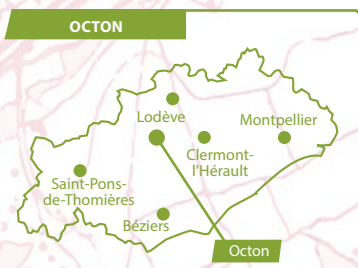 OCTON
Lodève
Montpellier
Clermont-
l'Hérault
Saint-Pons-
de-Thomières
Béziers
Octon